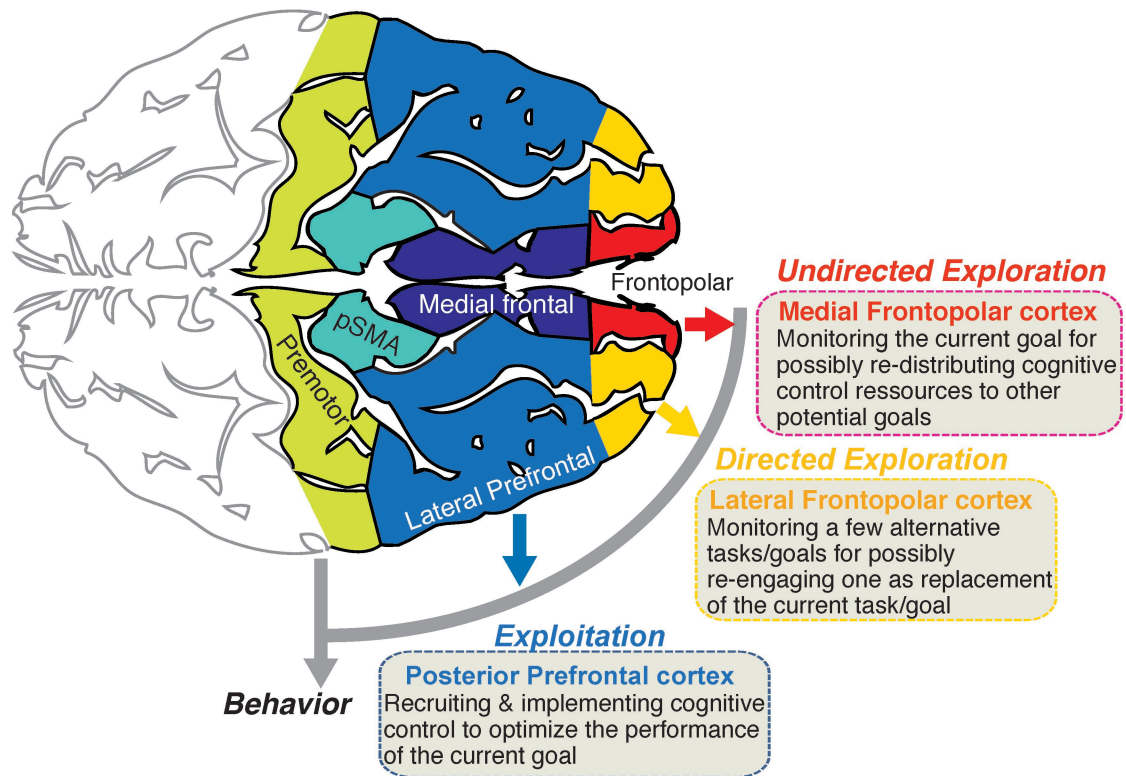 Frontopolar
Medial frontal
pSMA
Premotor
Lateral Prefrontal
Undirected Exploration
Medial Frontopolar cortex
Monitoring the current goal for
possibly re-distributing cognitive
control ressources to other
potential goals
Directed Exploration
Lateral Frontopolar cortex
Monitoring a few alternative
tasks/goals for possibly
re-engaging one as replacement
of the current task/goal
Exploitation
Posterior Prefrontal cortex
Recruiting & implementing cognitive
control to optimize the performance
of the current goal
Behavior